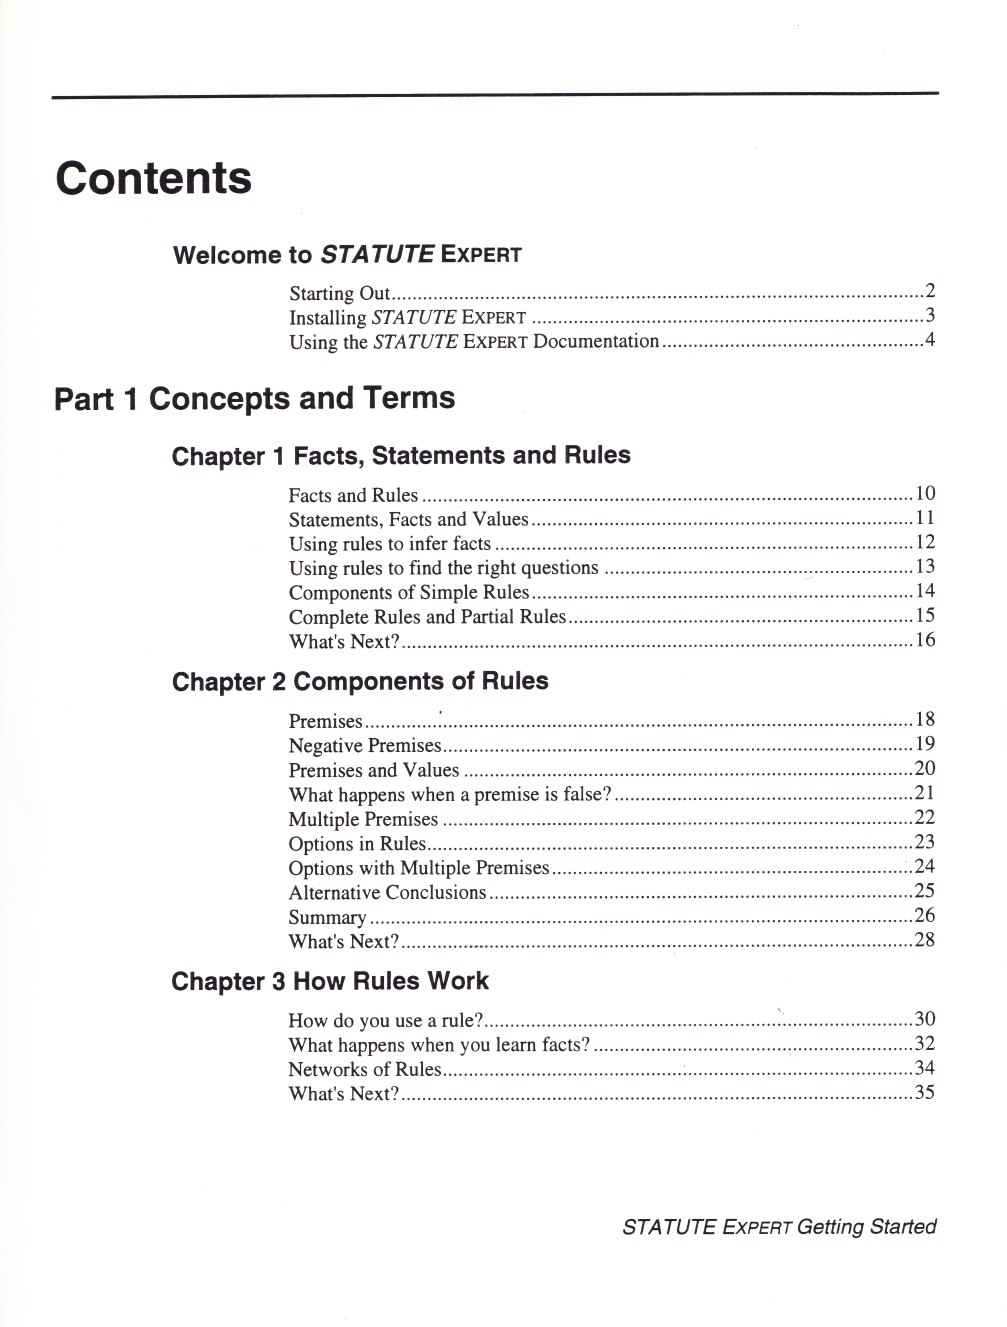 Contents
Welcome to STATUTE EXPERT
Starting Out....................2
Installing STATUTE EXPERT ....................3
Using the STATUTE EXPERT Documentation....................4
Part 1 Concepts and Terms
Chapter 1 Facts, Statements and Rules
Facts and Rules....................10
Statements, Facts and Values....................11
Using rules to infer facts....................12
Using rules to find the right questions ....................13
Components of Simple Rules....................14
Complete Rules and Partial Rules....................15
What's Next?....................16
Chapter 2 Components of Rules
Premises....................18
Negative Premises....................19
Premises and Values ....................20
What happens when a premise is false?....................21
Multiple Premises ....................22
Options in Rules....................23
Options with Multiple Premises....................24
Alternative Conclusions....................25
Summary....................26
What's Next?....................28
Chapter 3 How Rules Work
How do you use a rule?....................30
What happens when you learn facts?....................32
Networks of Rules....................34
What's Next?....................35
STATUTE EXPERT Getting Started